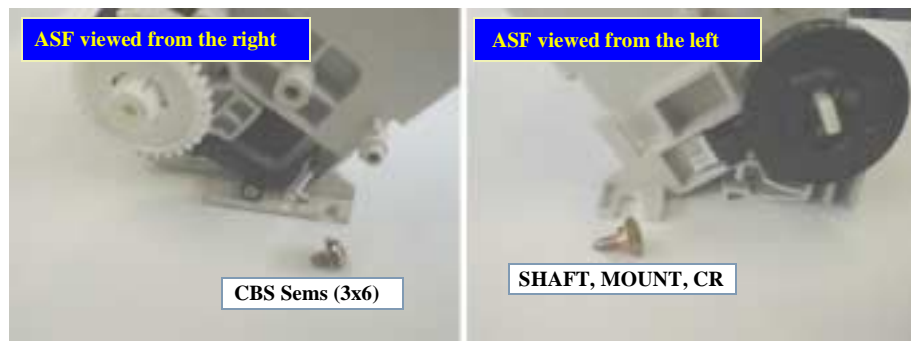 ASF viewed from the right
ASF viewed from the left
CBS Sems (3x6)
SHAFT, MOUNT, CR